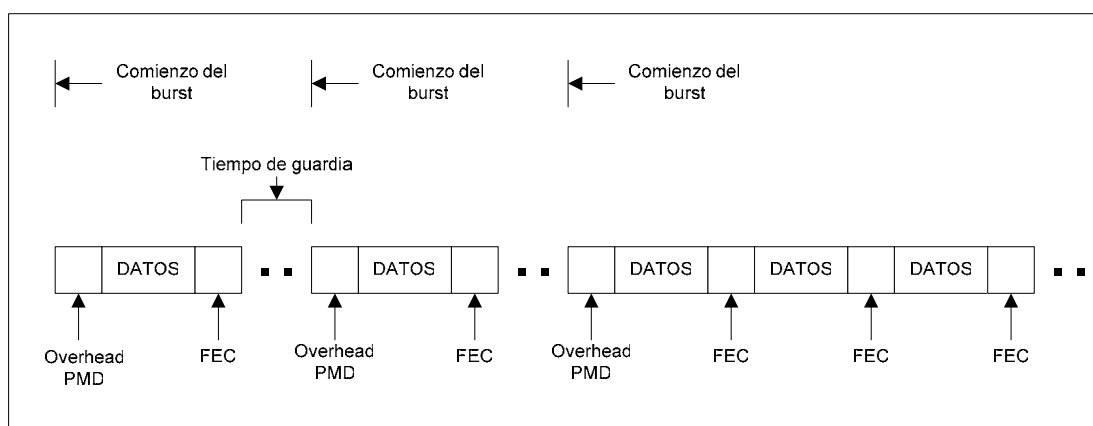 Comienzo del
burst
Comienzo del
burst
Comienzo del
burst
Tiempo de guardia
DATOS
DATOS
DATOS
DATOS
DATOS
Overhead
PMD
FEC
Overhead
PMD
FEC
Overhead
PMD
FEC
FEC
FEC